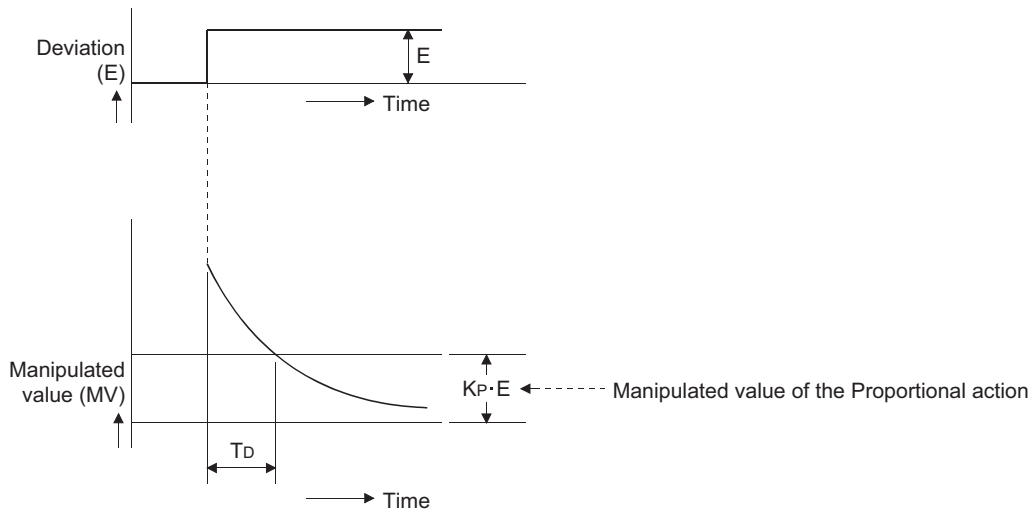 Deviation
(E)
E
Time
Manipulated
value (MV)
KP·E
Manipulated value of the Proportional action
TD
Time